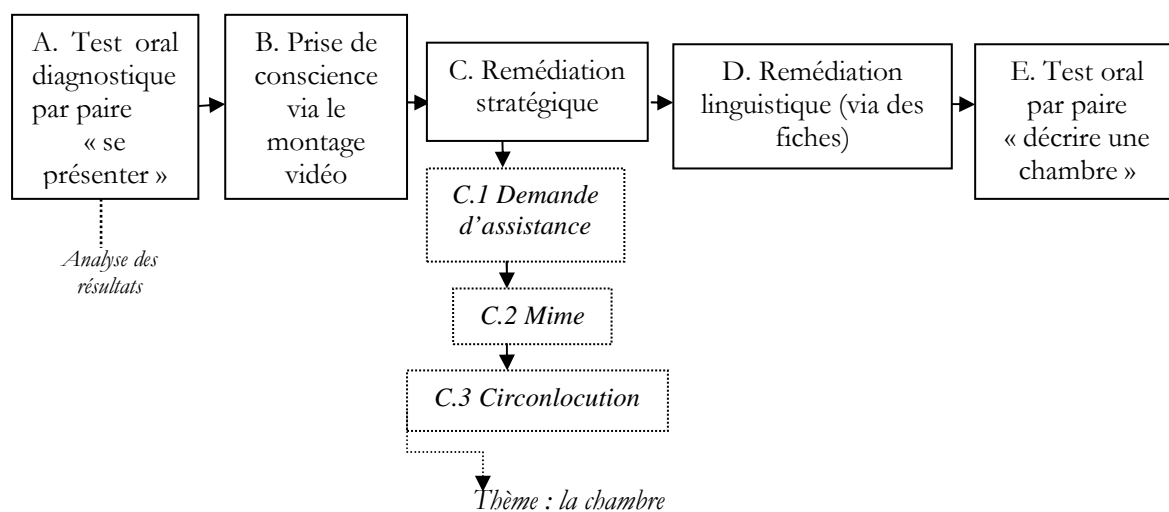 A. Test oral
diagnostique
par paire
« se
présenter »
B. Prise de
conscience
via le
montage
vidéo
C. Remédiation
stratégique
D. Remédiation
linguistique (via des
fiches)
E. Test oral
par paire
« décrire une
chambre »
Analyse des
résultats
C.1 Demande
d’assistance
C.2 Mime
C.3 Circonlocution
Thème : la chambre